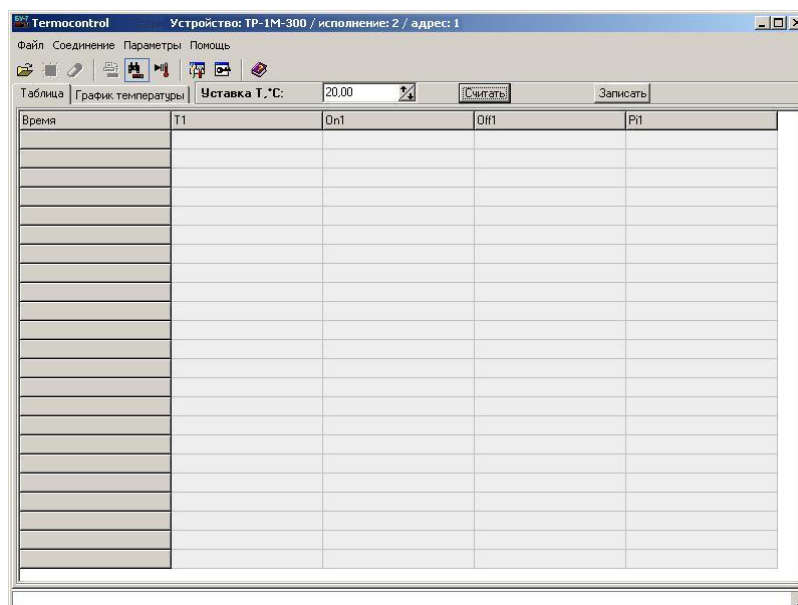 Termocontrol Устройство: ТР-1М-300 / исполнение: 2 / адрес: 1
Файл Соединение Параметры Помощь
Таблица График температуры Уставка T,°C: 20,00 Считать Записать
Время T1 On1 Off1 Pi1